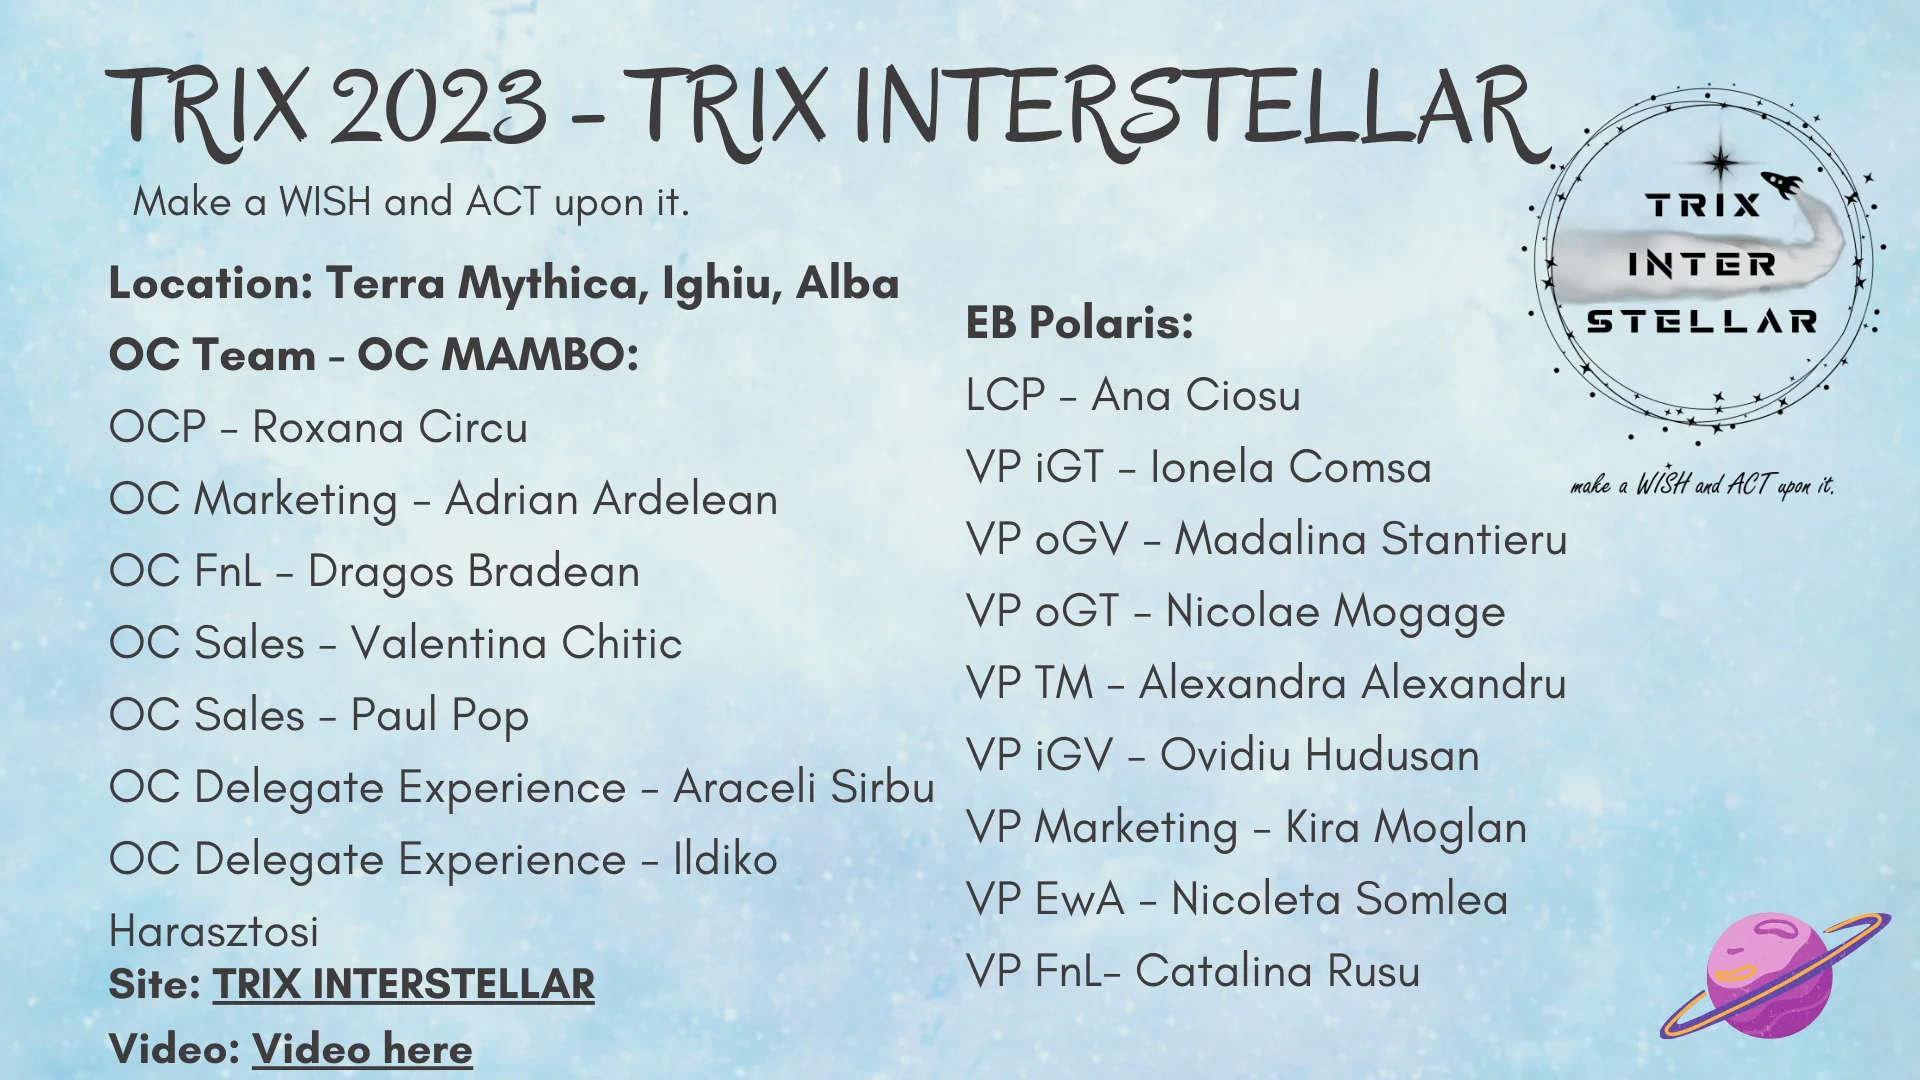 TRIX 2023 - TRIX INTERSTELLAR
Make a WISH and ACT upon it.
Location: Terra Mythica, Ighiu, Alba
OC Team - OC MAMBO:
OCP - Roxana Circu
OC Marketing - Adrian Ardelean
OC FnL - Dragos Bradean
OC Sales - Valentina Chitic
OC Sales - Paul Pop
OC Delegate Experience - Araceli Sirbu
OC Delegate Experience - Ildiko
Harasztosi
Site: TRIX INTERSTELLAR
Video: Video here
EB Polaris:
LCP - Ana Ciosu
VP iGT - Ionela Comsa
VP oGV - Madalina Stantieru
VP oGT - Nicolae Mogage
VP TM - Alexandra Alexandru
VP iGV - Ovidiu Hudusan
VP Marketing - Kira Moglan
VP EwA - Nicoleta Somlea
VP FnL- Catalina Rusu
TRIX
INTER
STELLAR
make a WISH and ACT upon it.